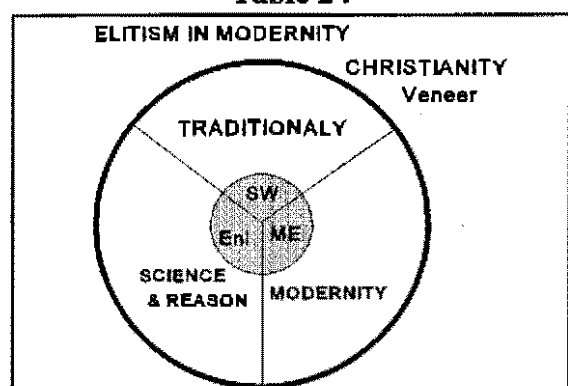 ELITISM IN MODERNITY
CHRISTIANITY
Veneer
TRADITIONALY
SW
Enl
ME
SCIENCE
& REASON
MODERNITY